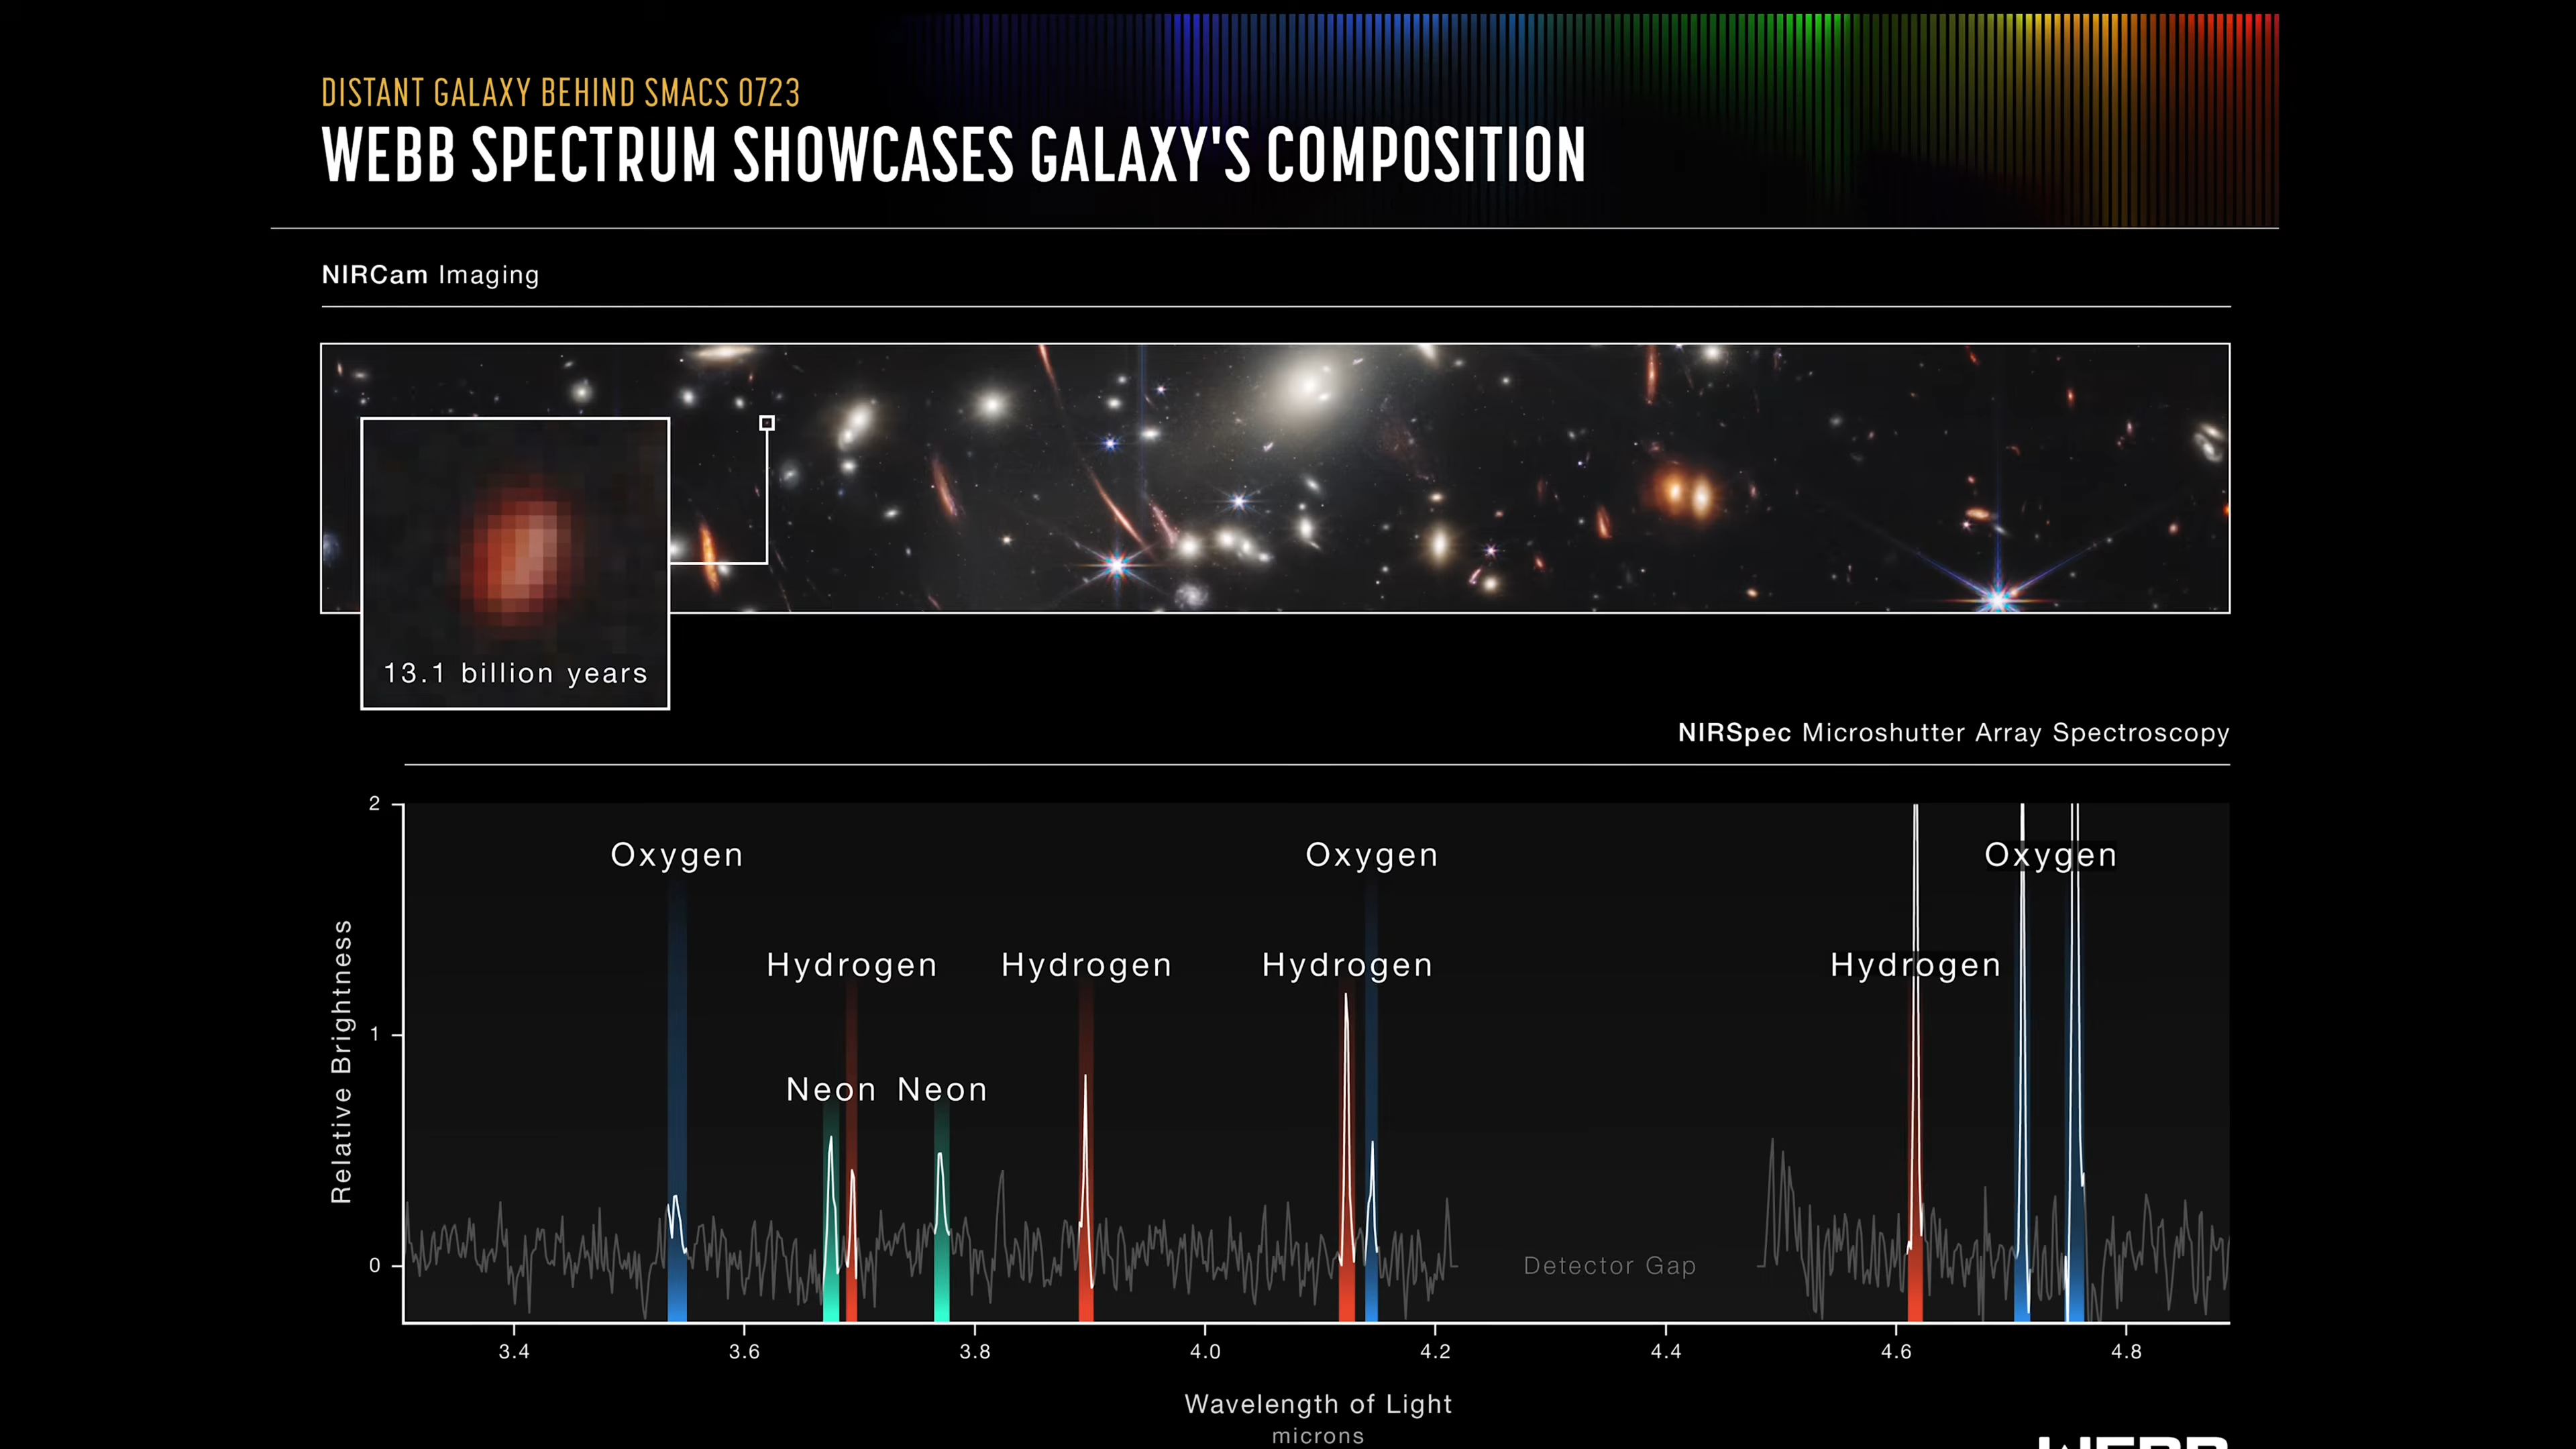 DISTANT GALAXY BEHIND SMACS 0723
WEBB SPECTRUM SHOWCASES GALAXY'S COMPOSITION
NIRCam Imaging
13.1 billion years
NIRSpec Microshutter Array Spectroscopy
2
Oxygen Oxygen Oxygen
Hydrogen Hydrogen Hydrogen Hydrogen
1
Neon Neon
Relative Brightness
0
Detector Gap
3.4 3.6 3.8 4.0 4.2 4.4 4.6 4.8
Wavelength of Light
microns
WEBB